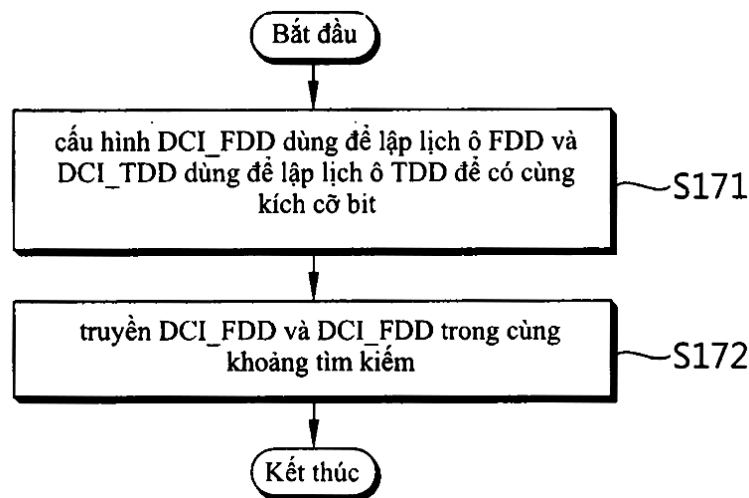 Bắt đầu
cấu hình DCI_FDD dùng để lập lịch ô FDD và
DCI_TDD dùng để lập lịch ô TDD để có cùng
kích cỡ bit
S171
truyền DCI_FDD và DCI_FDD trong cùng
khoảng tìm kiếm
S172
Kết thúc